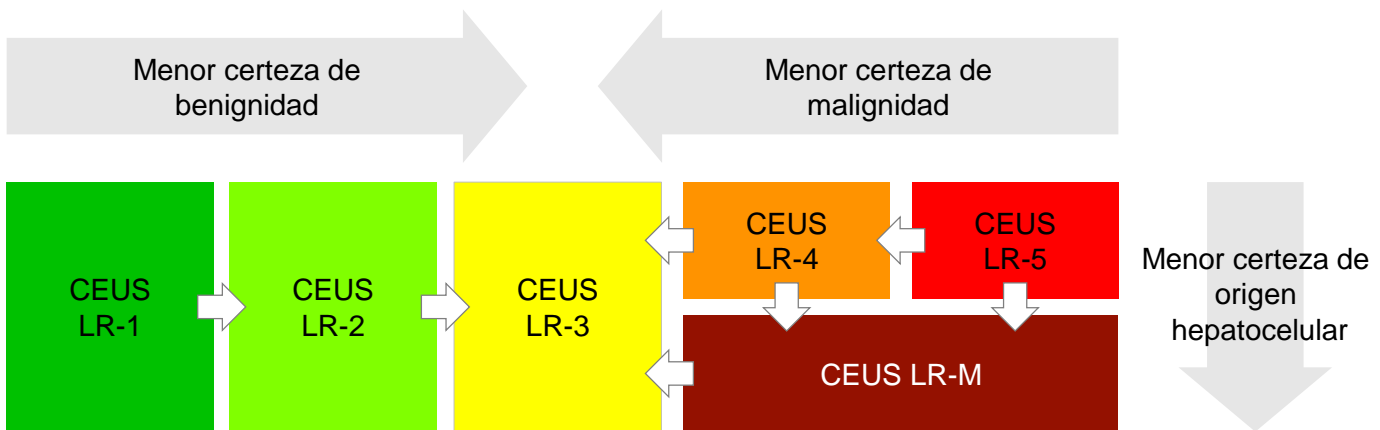 Menor certeza de
benignidad
Menor certeza de
malignidad
CEUS
LR-1
CEUS
LR-2
CEUS
LR-3
CEUS
LR-4
CEUS
LR-5
CEUS LR-M
Menor certeza de
origen
hepatocelular